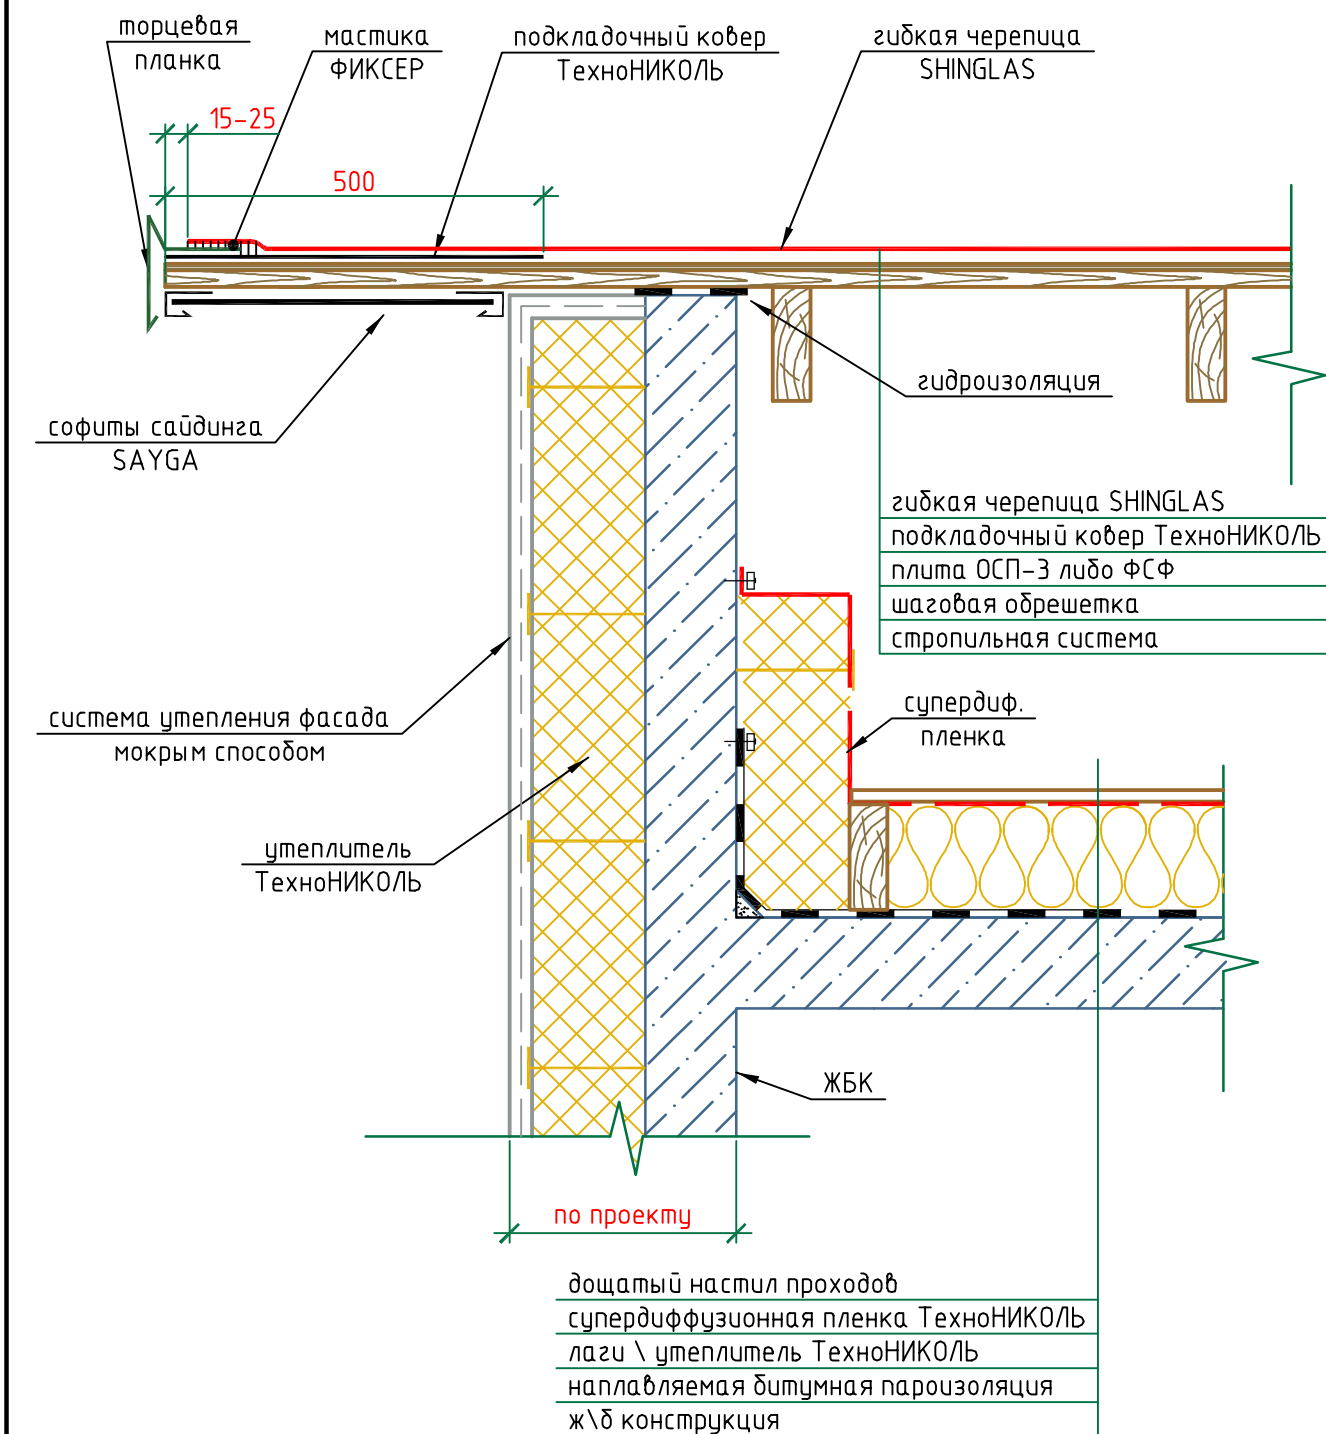 торцевая
планка
мастика
ФИКСЕР
подкладочный ковер
ТехноНИКОЛЬ
гибкая черепица
SHINGLAS
15-25
500
гидроизоляция
софиты сайдинга
SAYGA
гибкая черепица SHINGLAS
подкладочный ковер ТехноНИКОЛЬ
плита ОСП-3 либо ФСФ
шаговая обрешетка
стропильная система
система утепления фасада
мокрым способом
супердиф.
пленка
утеплитель
ТехноНИКОЛЬ
ЖБК
по проекту
дощатый настил проходов
супердиффузионная пленка ТехноНИКОЛЬ
лаги \ утеплитель ТехноНИКОЛЬ
наплавляемая битумная пароизоляция
ж\б конструкция